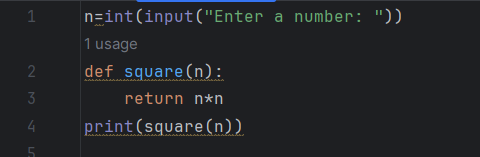 1 n=int(input("Enter a number: "))
1 usage
2 def square(n):
3     return n*n
4 print(square(n))
5